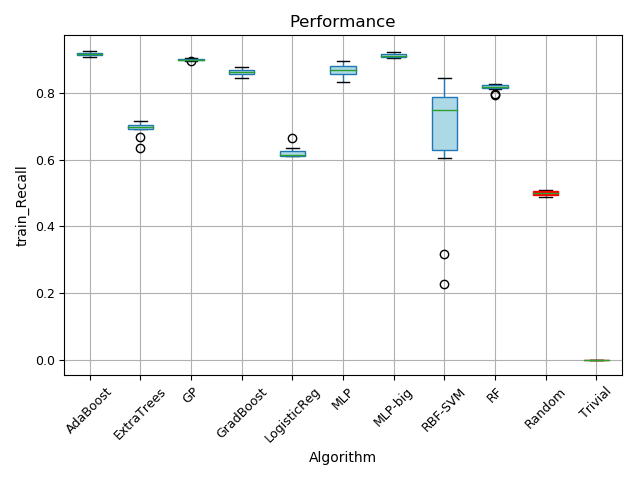 Performance
train_Recall
0.8
0.6
0.4
0.2
0.0
AdaBoost
ExtraTrees
GP
GradBoost
LogisticReg
MLP
MLP-big
RBF-SVM
RF
Random
Trivial
Algorithm